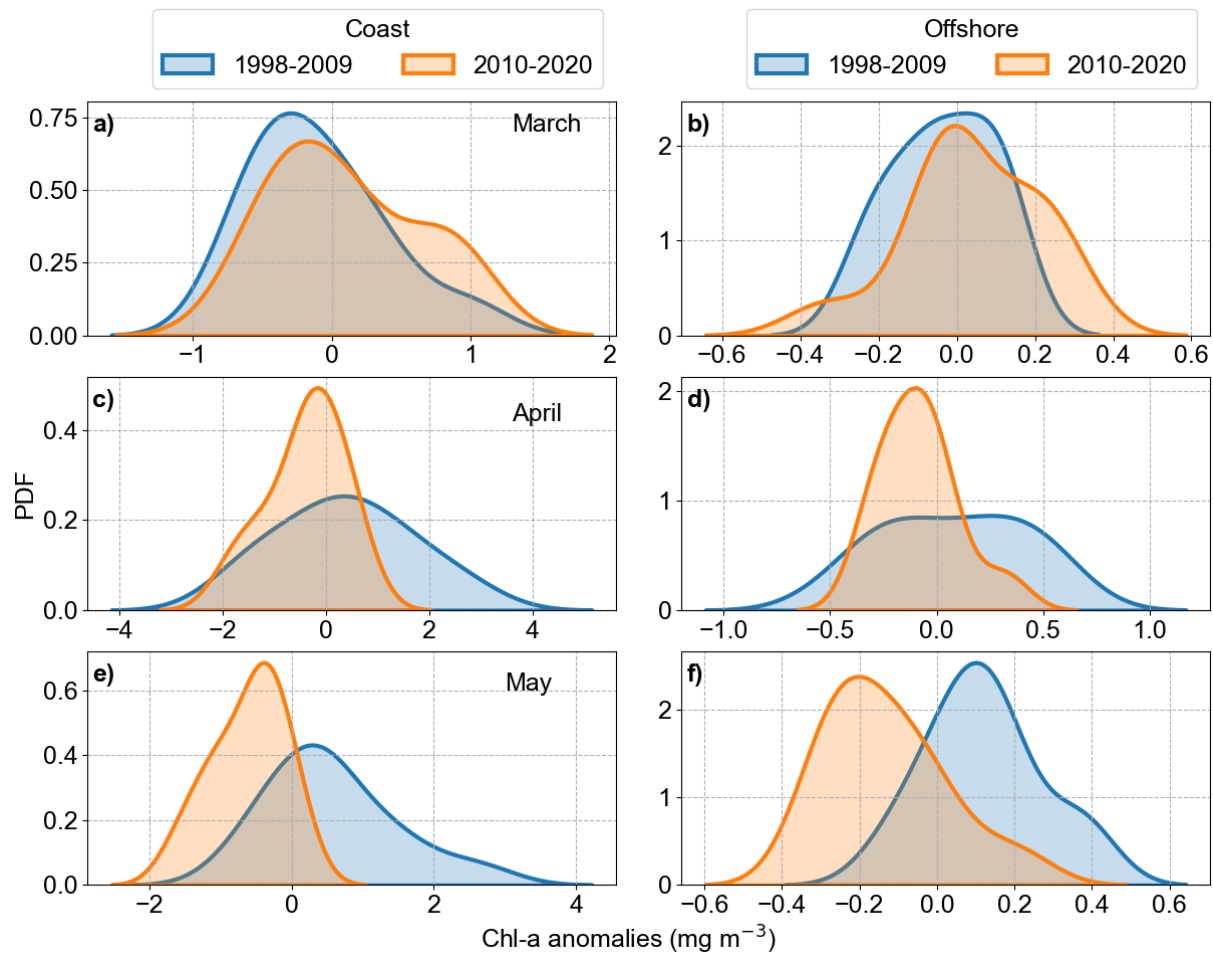 Coast
1998-2009 2010-2020
Offshore
1998-2009 2010-2020
a) March
0.75
0.50
0.25
0.00
−1 0 1 2
b)
2
1
0
−0.6 −0.4 −0.2 0.0 0.2 0.4 0.6
c) April
0.4
0.2
0.0
−4 −2 0 2 4
d)
2
1
0
−1.0 −0.5 0.0 0.5 1.0
PDF
e) May
0.6
0.4
0.2
0.0
−2 0 2 4
f)
2
1
0
−0.6 −0.4 −0.2 0.0 0.2 0.4 0.6
Chl-a anomalies (mg m⁻³)